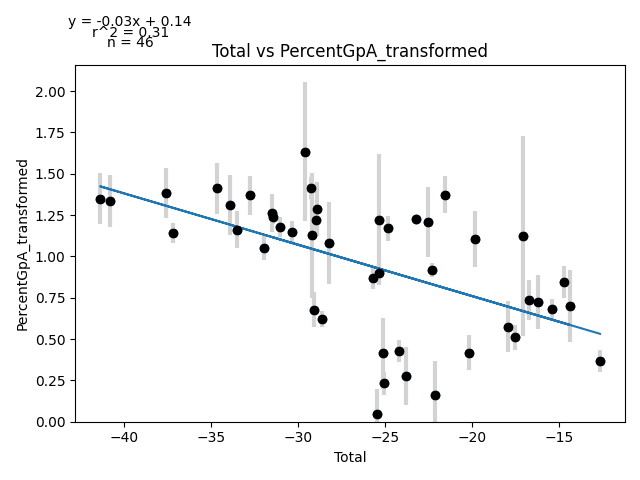 y = -0.03x + 0.14
r^2 = 0.31
n = 46
Total vs PercentGpA_transformed
PercentGpA_transformed
2.00
1.75
1.50
1.25
1.00
0.75
0.50
0.25
0.00
−40
−35
−30
−25
−20
−15
Total